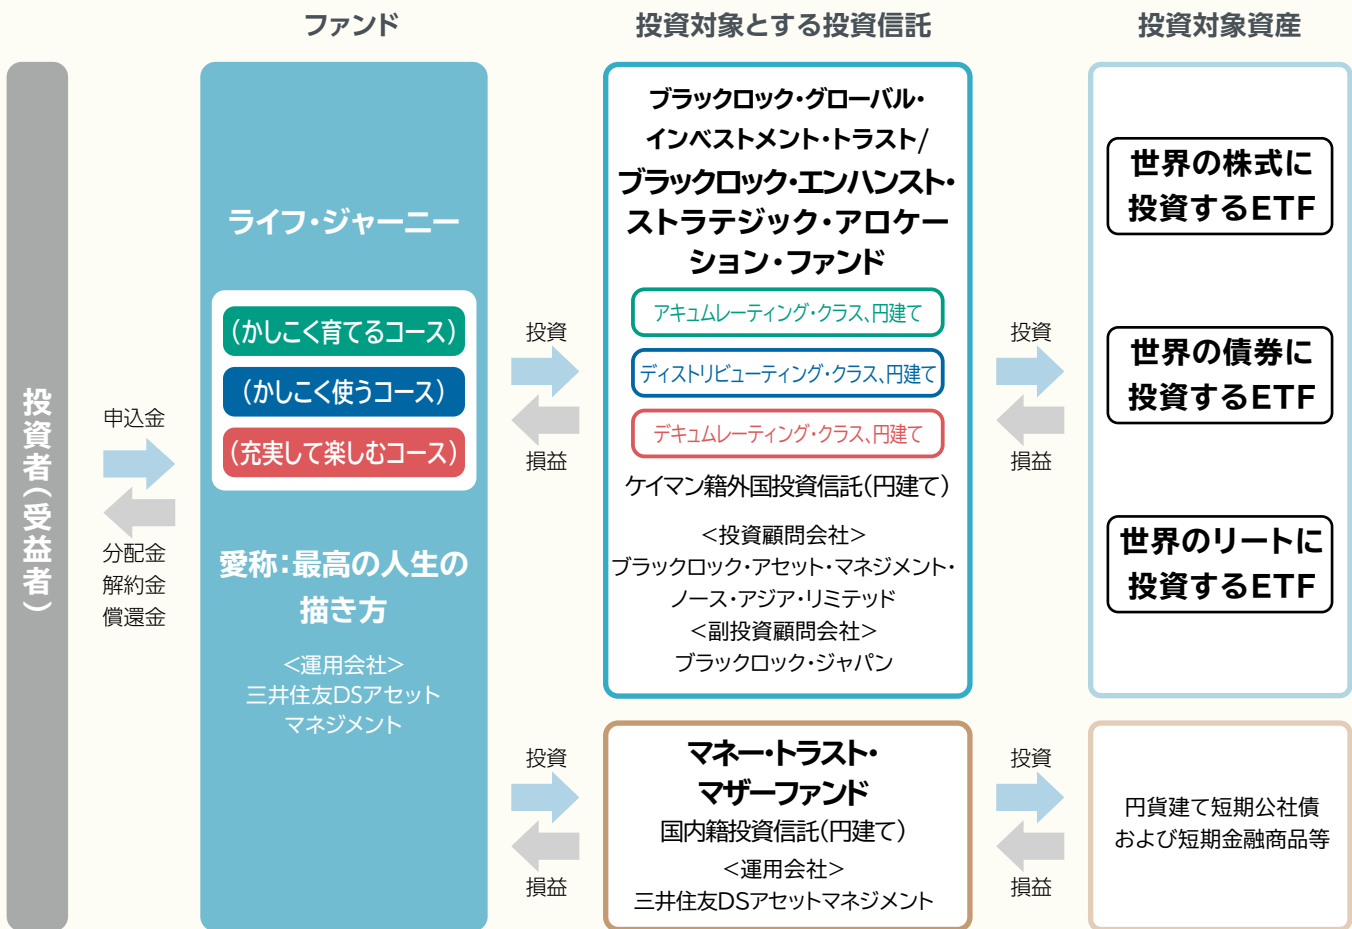 ファンド
投資対象とする投資信託
投資対象資産
投資者(受益者)
申込金
分配金
解約金
償還金
ライフ・ジャーニー
(かしこく育てるコース)
(かしこく使うコース)
(充実して楽しむコース)
愛称:最高の人生の
描き方
<運用会社>
三井住友DSアセット
マネジメント
投資
損益
ブラックロック・グローバル・
インベストメント・トラスト/
ブラックロック・エンハンスト・
ストラテジック・アロケー
ション・ファンド
アキュムレーティング・クラス、円建て
ディストリビューティング・クラス、円建て
デキュムレーティング・クラス、円建て
ケイマン籍外国投資信託(円建て)
<投資顧問会社>
ブラックロック・アセット・マネジメント・
ノース・アジア・リミテッド
<副投資顧問会社>
ブラックロック・ジャパン
投資
損益
世界の株式に
投資するETF
世界の債券に
投資するETF
世界のリートに
投資するETF
投資
損益
マネー・トラスト・
マザーファンド
国内籍投資信託(円建て)
<運用会社>
三井住友DSアセットマネジメント
投資
損益
円貨建て短期公社債
および短期金融商品等